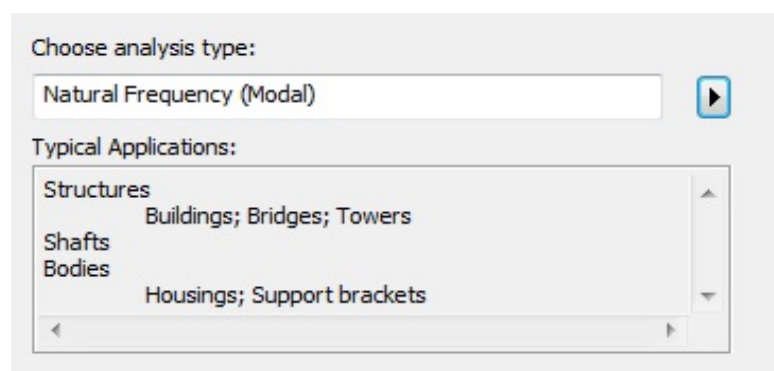 Choose analysis type:
Natural Frequency (Modal)
Typical Applications:
Structures
Buildings; Bridges; Towers
Shafts
Bodies
Housings; Support brackets